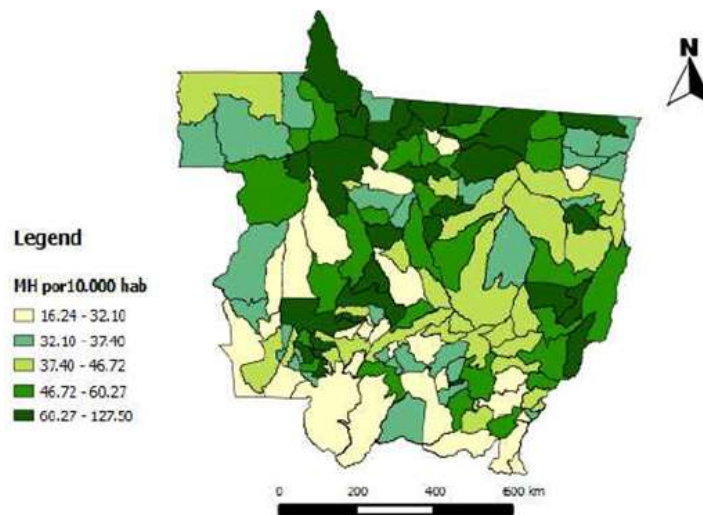 N
Legend
MH por10.000 hab
16.24 - 32.10
32.10 - 37.40
37.40 - 46.72
46.72 - 60.27
60.27 - 127.50
0 200 400 600 km